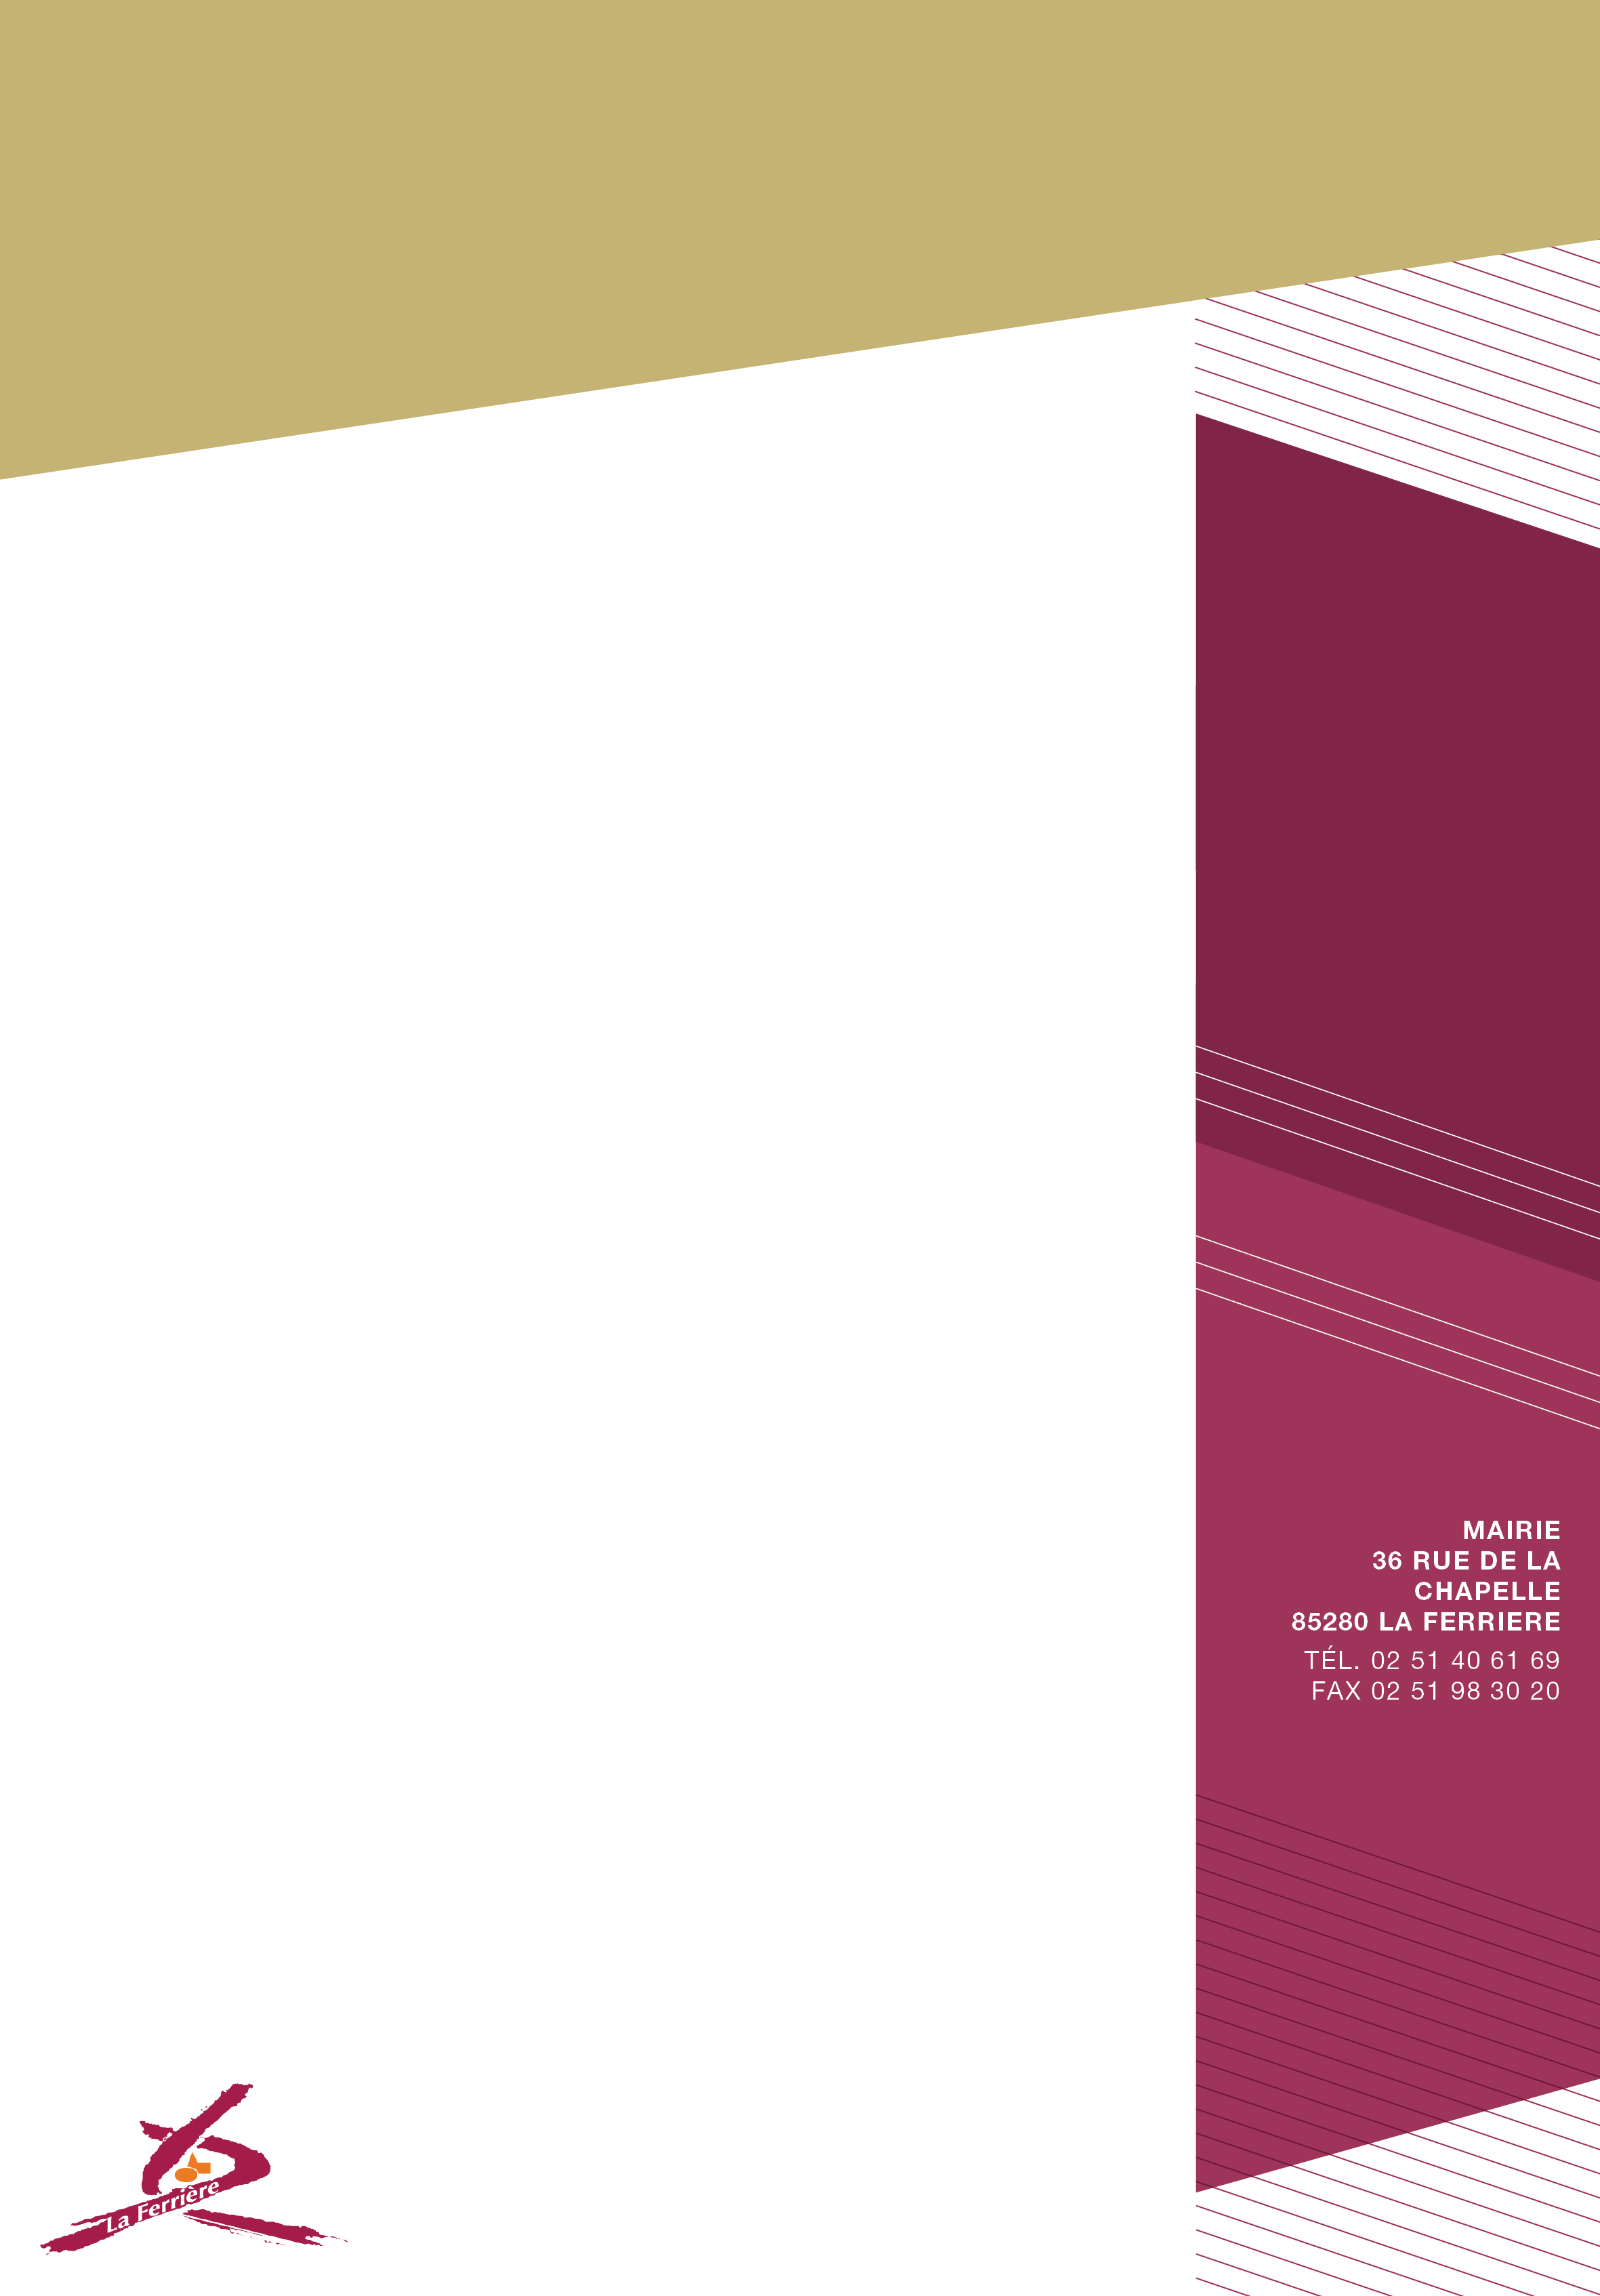 MAIRIE
36 RUE DE LA
CHAPELLE
85280 LA FERRIERE
TÉL. 02 51 40 61 69
FAX 02 51 98 30 20
La Ferrière